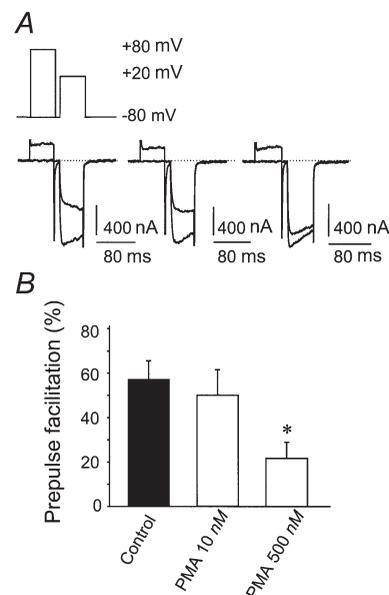 A
+80 mV
+20 mV
-80 mV
400 nA
80 ms
400 nA
80 ms
400 nA
80 ms
B
Prepulse facilitation (%)
80
60
40
20
0
*
Control
PMA 10 nM
PMA 500 nM